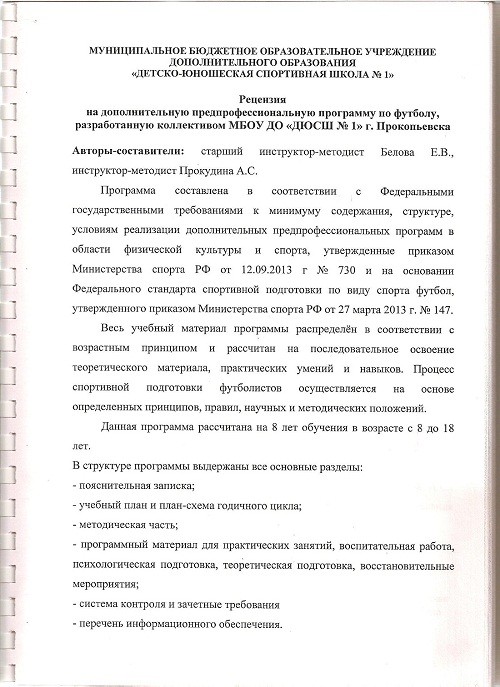 МУНИЦИПАЛЬНОЕ БЮДЖЕТНОЕ ОБРАЗОВАТЕЛЬНОЕ УЧРЕЖДЕНИЕ
ДОПОЛНИТЕЛЬНОГО ОБРАЗОВАНИЯ
«ДЕТСКО-ЮНОШЕСКАЯ СПОРТИВНАЯ ШКОЛА № 1»
Рецензия
на дополнительную предпрофессиональную программу по футболу,
разработанную коллективом МБОУ ДО «ДЮСШ № 1» г. Прокопьевска
Авторы-составители: старший инструктор-методист Белова Е.В.,
инструктор-методист Прокудина А.С.
Программа составлена в соответствии с Федеральными
государственными требованиями к минимуму содержания, структуре,
условиям реализации дополнительных предпрофессиональных программ в
области физической культуры и спорта, утвержденные приказом
Министерства спорта РФ от 12.09.2013 г № 730 и на основании
Федерального стандарта спортивной подготовки по виду спорта футбол,
утвержденного приказом Министерства спорта РФ от 27 марта 2013 г. № 147.
Весь учебный материал программы распределён в соответствии с
возрастным принципом и рассчитан на последовательное освоение
теоретического материала, практических умений и навыков. Процесс
спортивной подготовки футболистов осуществляется на основе
определенных принципов, правил, научных и методических положений.
Данная программа рассчитана на 8 лет обучения в возрасте с 8 до 18
лет.
В структуре программы выдержаны все основные разделы:
- пояснительная записка;
- учебный план и план-схема годичного цикла;
- методическая часть;
- программный материал для практических занятий, воспитательная работа,
психологическая подготовка, теоретическая подготовка, восстановительные
мероприятия;
- система контроля и зачетные требования
- перечень информационного обеспечения.